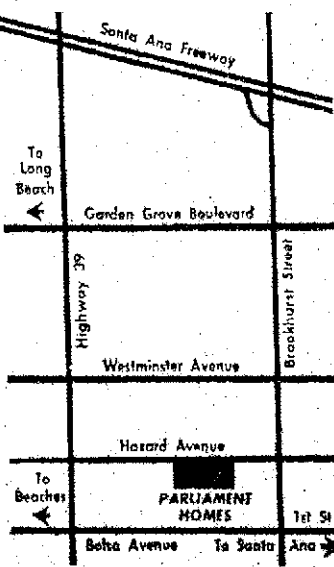 Santa Ana Freeway
To
Long
Beach
Garden Grove Boulevard
Highway 39
Brookhurst Street
Westminster Avenue
Hazard Avenue
To
Beaches
PARLIAMENT
HOMES
1st St
Bolsa Avenue
To Santa Ana